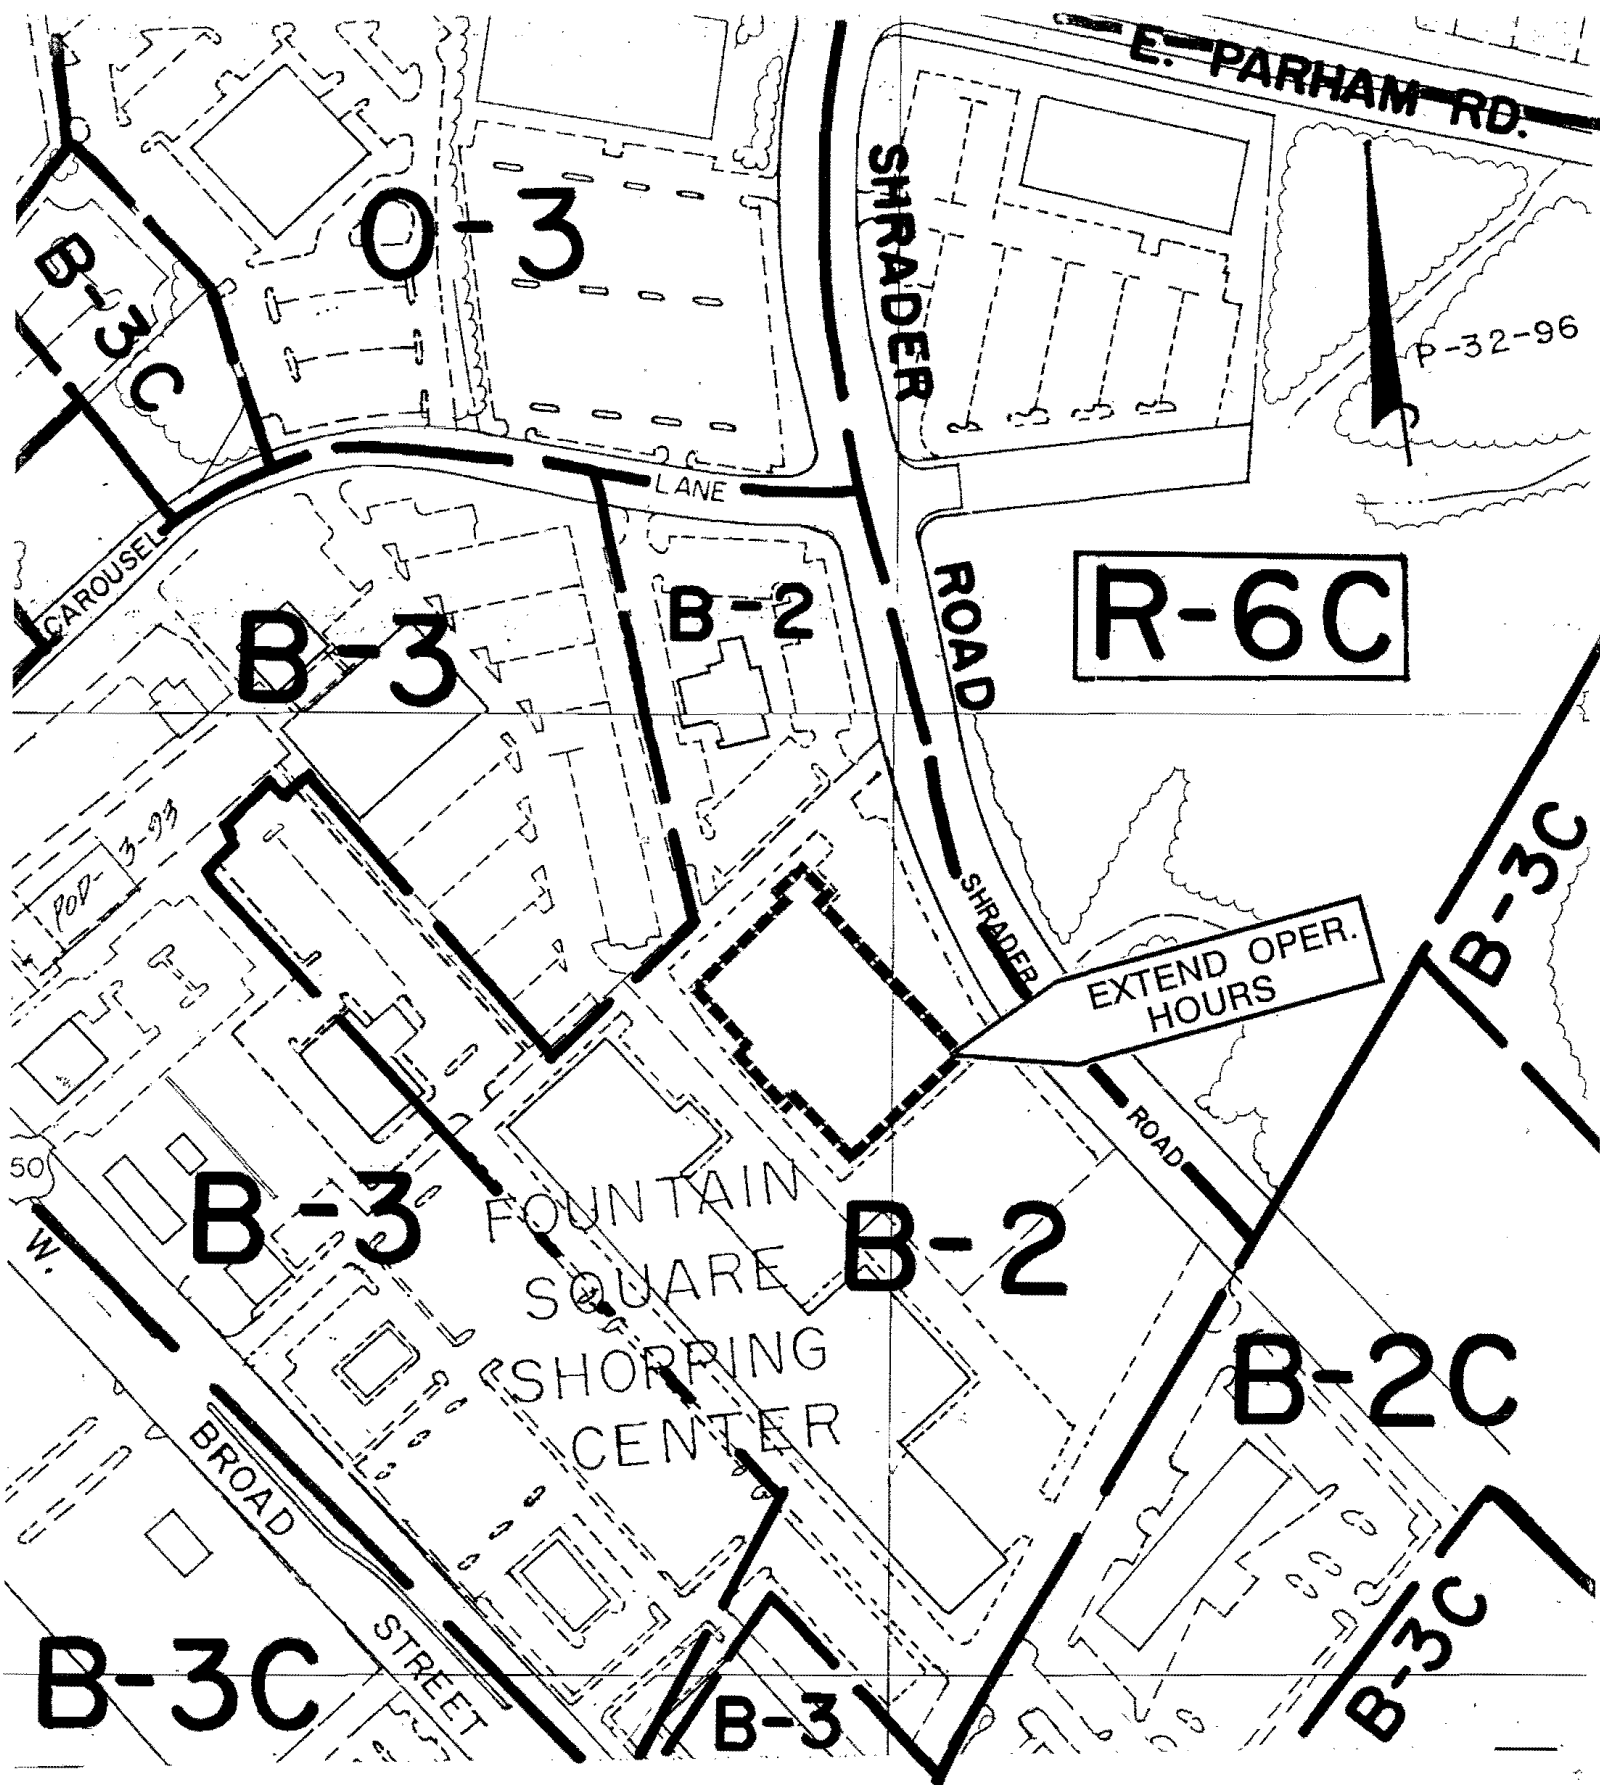 E. PARHAM RD.
SHRADER
O-3
B-3C
P-32-96
LANE
CAROUSEL
ROAD
R-6C
B-2
B-3
B-3C
POD-3-93
SHRADER
EXTEND OPER.
HOURS
ROAD
50
W.
B-3
FOUNTAIN
SQUARE
SHOPPING
CENTER
B-2
B-2C
BROAD
STREET
B-3C
B-3
B-3C